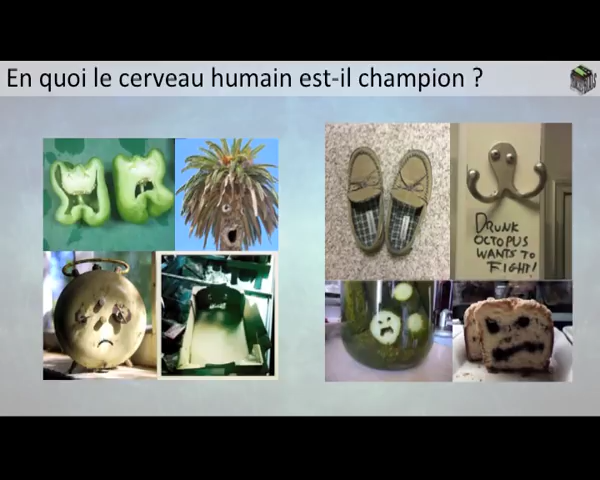 En quoi le cerveau humain est-il champion ?
DRUNK
OCTOPUS
WANTS TO
FIGHT!